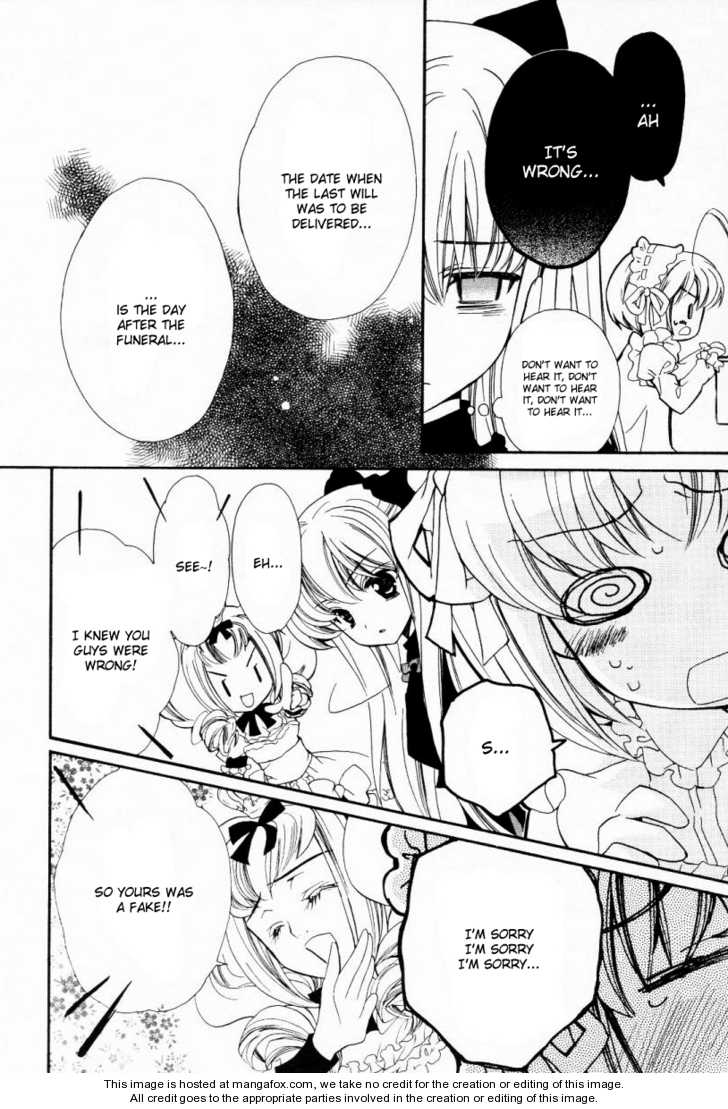 ...
AH
IT'S
WRONG...
DON'T WANT TO
HEAR IT, DON'T
WANT TO HEAR
IT, DON'T WANT
TO HEAR IT...
THE DATE WHEN
THE LAST WILL
WAS TO BE
DELIVERED...
...
IS THE DAY
AFTER THE
FUNERAL...
S...
EH...
SEE~!
I KNEW YOU
GUYS WERE
WRONG!
I'M SORRY
I'M SORRY
I'M SORRY...
SO YOURS WAS
A FAKE!!
This image is hosted at mangafox.com, we take no credit for the creation or editing of this image.
All credit goes to the appropriate parties involved in the creation or editing of this image.